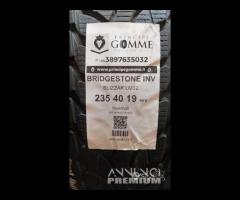 PRINCIPE
GOMME
3897635032
www.principegomme.it
BRIDGESTONE INV
BLIZZAK LM32
235 40 19
ANNUNCI
PREMIUM